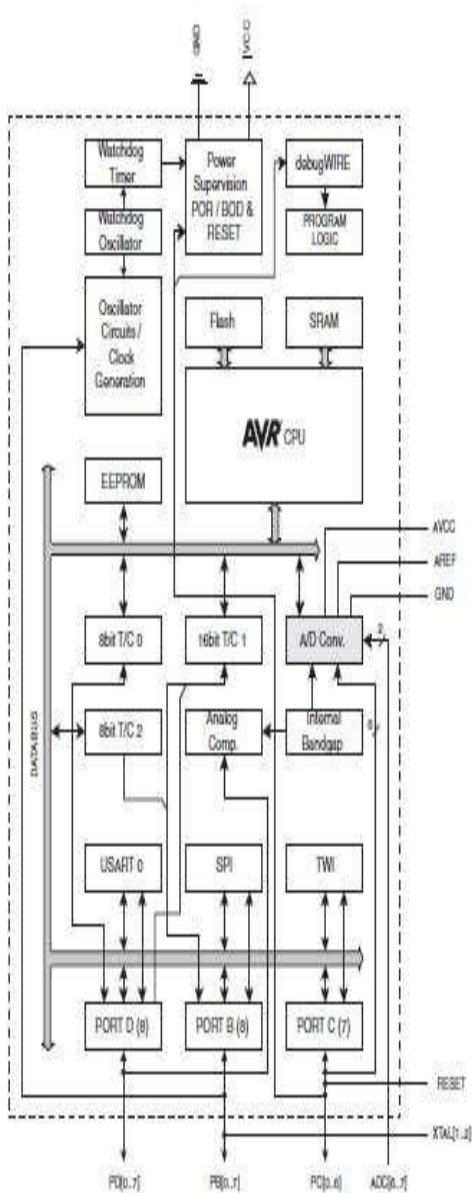 GND
VCC
Watchdog
Timer
Power
Supervision
POR / BOD &
RESET
debugWIRE
Watchdog
Oscillator
PROGRAM
LOGIC
Oscillator
Circuits /
Clock
Generation
Flash
SRAM
AVR CPU
EEPROM
AVCC
AREF
GND
8bit T/C 0
16bit T/C 1
A/D Conv.
2
DATABUS
8bit T/C 2
Analog
Comp.
Internal
Bandgap
6
USART 0
SPI
TWI
PORT D (8)
PORT B (8)
PORT C (7)
RESET
XTAL[1..2]
PD[0..7]
PB[0..7]
PC[0..6]
ADC[6..7]